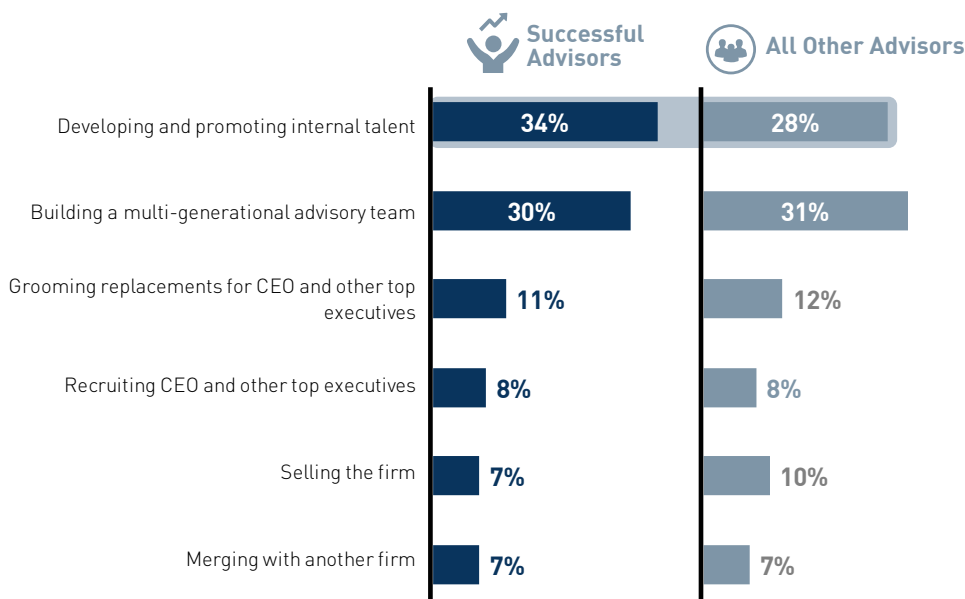 Successful
Advisors
All Other Advisors
Developing and promoting internal talent
34%
28%
Building a multi-generational advisory team
30%
31%
Grooming replacements for CEO and other top
executives
11%
12%
Recruiting CEO and other top executives
8%
8%
Selling the firm
7%
10%
Merging with another firm
7%
7%